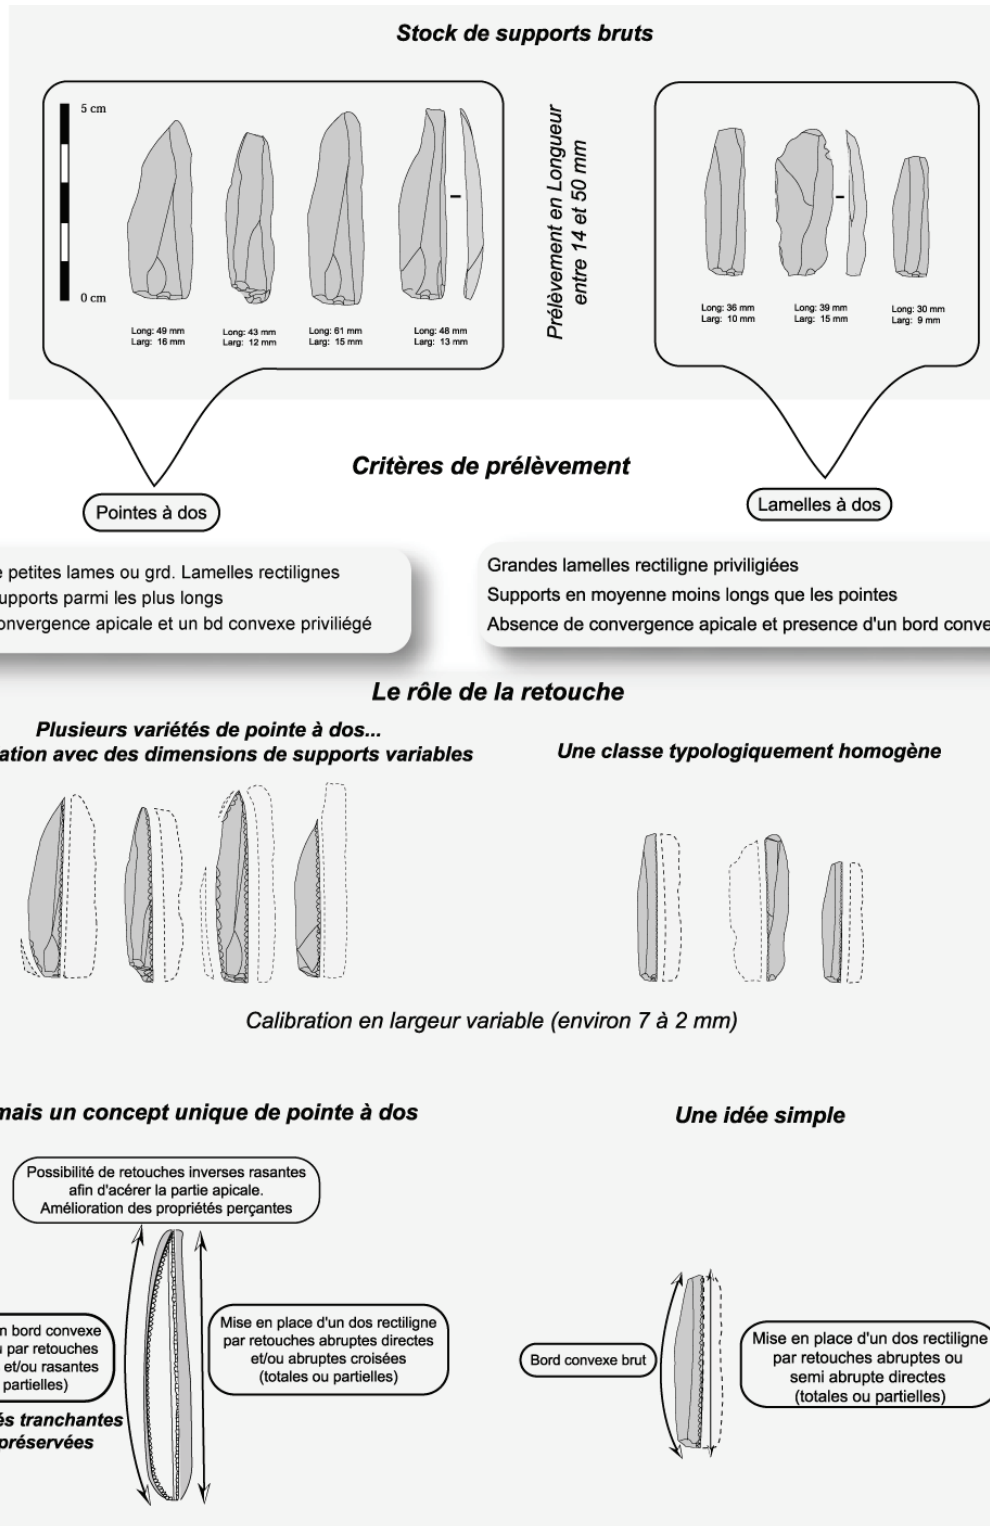 Stock de supports bruts
5 cm
0 cm
Long: 49 mm
Larg: 16 mm
Long: 43 mm
Larg: 12 mm
Long: 61 mm
Larg: 15 mm
Long: 48 mm
Larg: 13 mm
Prélèvement en Longueur
entre 14 et 50 mm
Long: 36 mm
Larg: 10 mm
Long: 39 mm
Larg: 15 mm
Long: 30 mm
Larg: 9 mm
Critères de prélèvement
Pointes à dos
Lamelles à dos
e petites lames ou grd. Lamelles rectilignes
upports parmi les plus longs
onvergence apicale et un bd convexe priviliégé
Grandes lamelles rectiligne priviligiées
Supports en moyenne moins longs que les pointes
Absence de convergence apicale et presence d'un bord conve
Le rôle de la retouche
Plusieurs variétés de pointe à dos...
ation avec des dimensions de supports variables
Une classe typologiquement homogène
Calibration en largeur variable (environ 7 à 2 mm)
mais un concept unique de pointe à dos
Une idée simple
Possibilité de retouches inverses rasantes
afin d'acérer la partie apicale.
Amélioration des propriétés perçantes
n bord convexe
u par retouches
et/ou rasantes
partielles)
és tranchantes
préservées
Mise en place d'un dos rectiligne
par retouches abruptes directes
et/ou abruptes croisées
(totales ou partielles)
Bord convexe brut
Mise en place d'un dos rectiligne
par retouches abruptes ou
semi abrupte directes
(totales ou partielles)